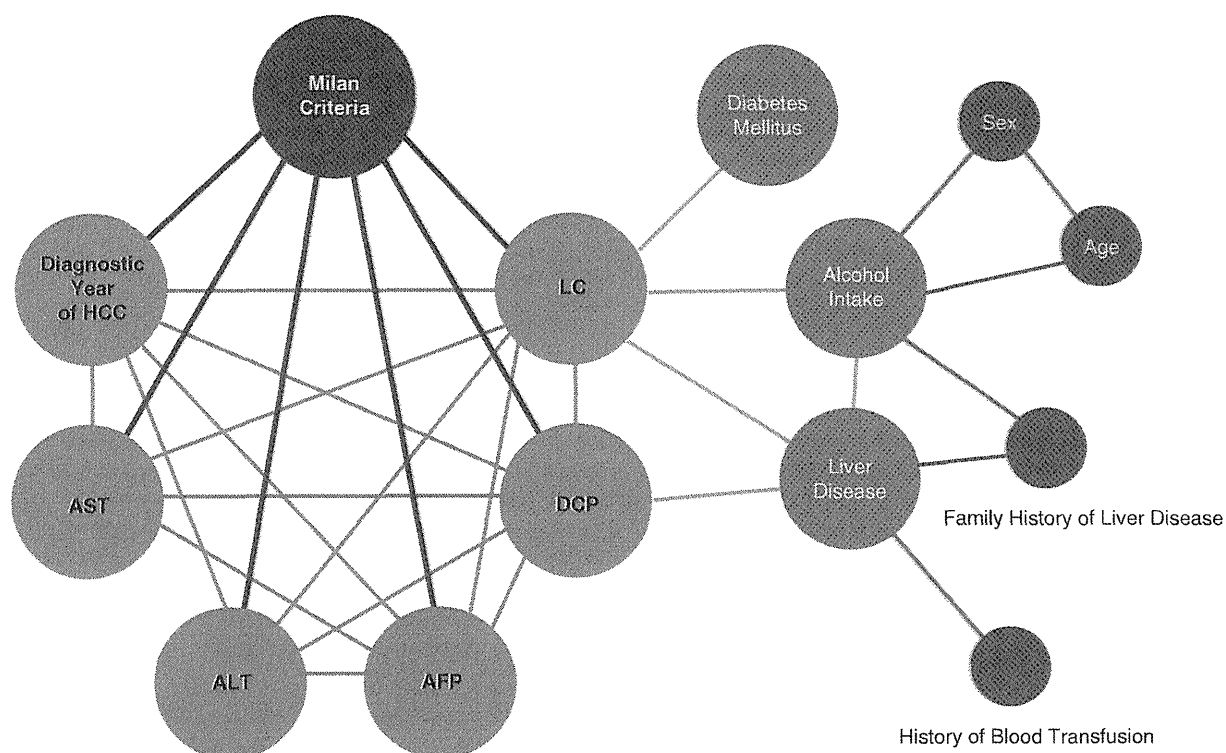 Milan
Criteria
Diabetes
Mellitus
Sex
Age
Diagnostic
Year
of HCC
LC
Alcohol
Intake
AST
DCP
Liver
Disease
Family History of Liver Disease
ALT
AFP
History of Blood Transfusion